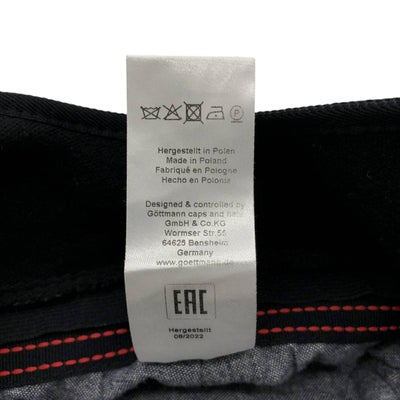 P
Hergestellt in Polen
Made in Poland
Fabriqué en Pologne
Hecho en Polonia
Designed & controlled by
Göttmann caps and hats
GmbH & Co.KG
Wormser Str.55
64625 Bensheim
Germany
www.goettmann.de
EAC
Hergestellt
08/2022